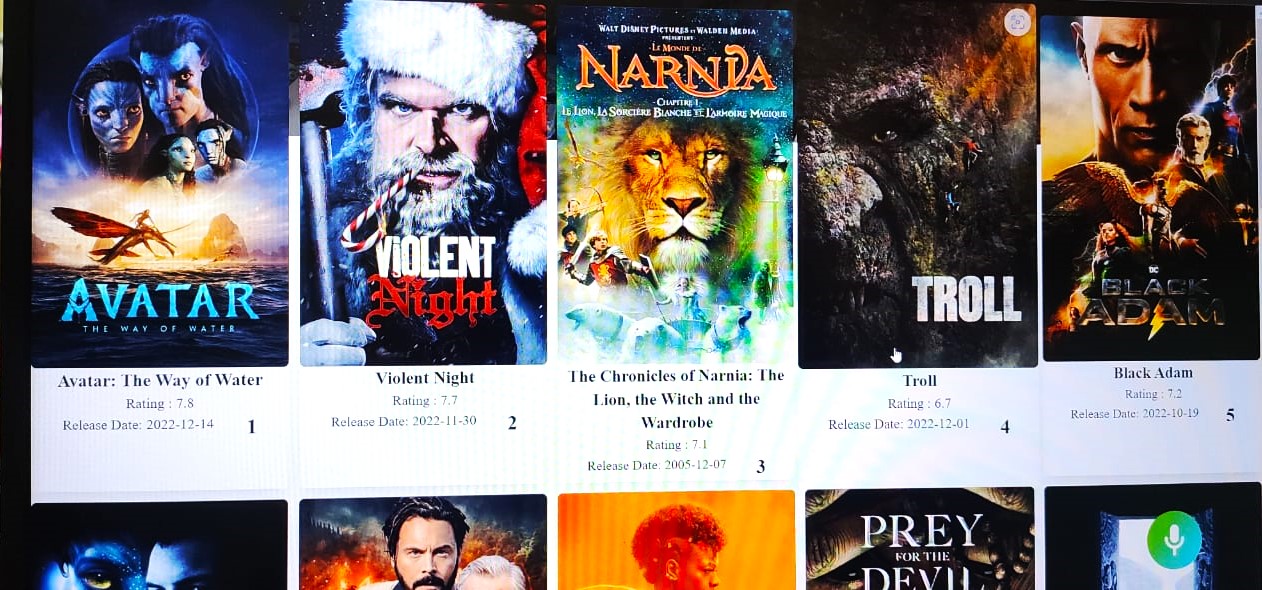 AVATAR
THE WAY OF WATER
Avatar: The Way of Water
Rating : 7.8
Release Date: 2022-12-14
1
VIOLENT
Night
Violent Night
Rating : 7.7
Release Date: 2022-11-30
2
WALT DISNEY PICTURES ET WALDEN MEDIA
PRÉSENTENT
LE MONDE DE
NARNIA
CHAPITRE 1
LE LION, LA SORCIÈRE BLANCHE ET L'ARMOIRE MAGIQUE
The Chronicles of Narnia: The
Lion, the Witch and the
Wardrobe
Rating : 7.1
Release Date: 2005-12-07
3
TROLL
Troll
Rating : 6.7
Release Date: 2022-12-01
4
DC
BLACK
ADAM
Black Adam
Rating : 7.2
Release Date: 2022-10-19
5
PREY
FOR THE
DEVIL